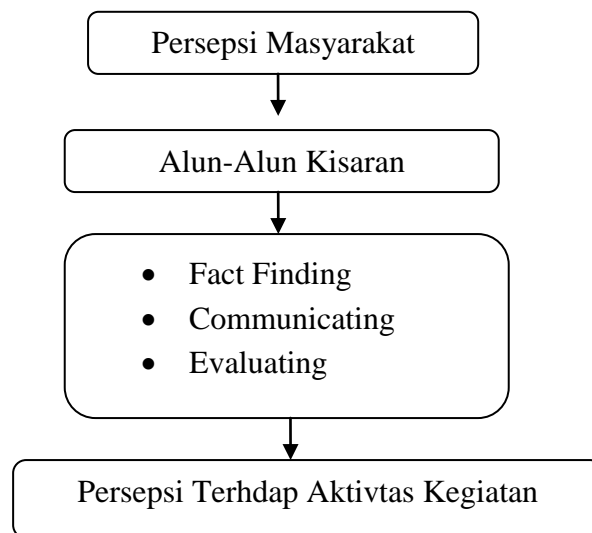 Persepsi Masyarakat
Alun-Alun Kisaran
• Fact Finding
• Communicating
• Evaluating
Persepsi Terhdap Aktivtas Kegiatan